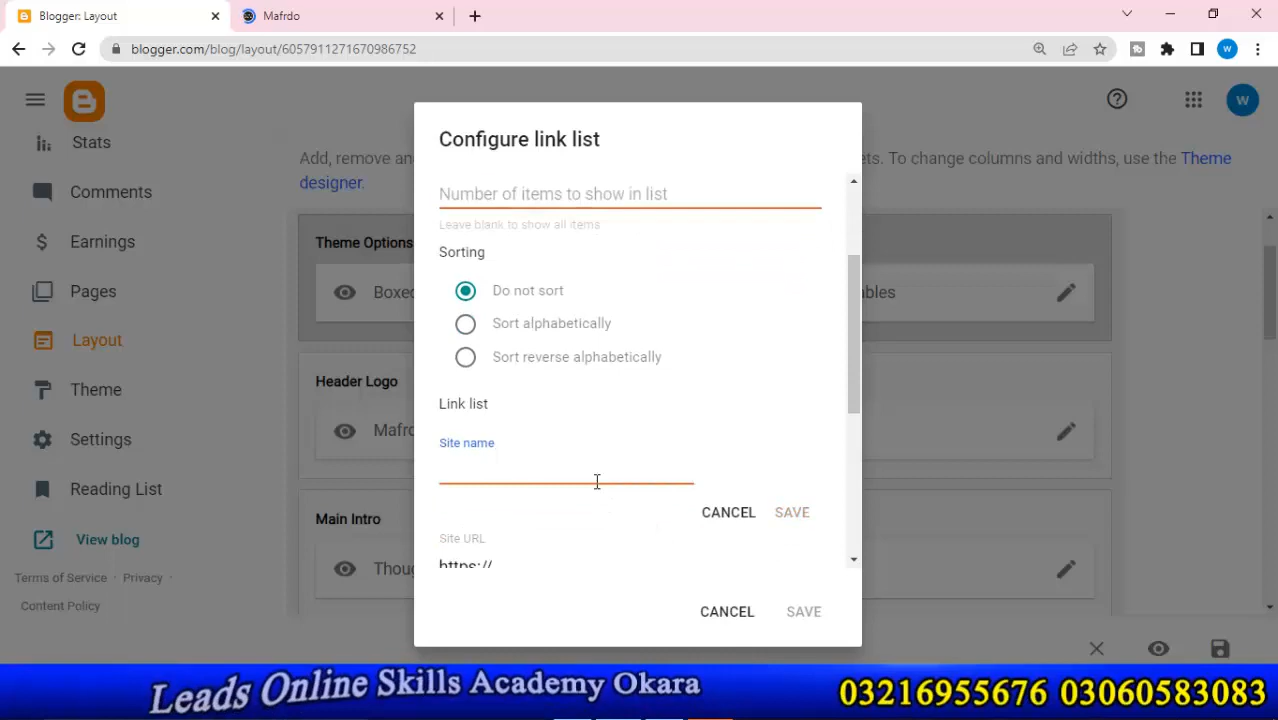 Blogger: Layout
Mafrdo
blogger.com/blog/layout/6057911271670986752
w
w
Stats
Comments
Earnings
Pages
Layout
Theme
Settings
Reading List
View blog
Terms of Service · Privacy ·
Content Policy
Add, remove an
ets. To change columns and widths, use the Theme
designer.
Theme Options
Boxed
ables
Header Logo
Mafrd
Main Intro
Thou
Configure link list
Number of items to show in list
Leave blank to show all items
Sorting
Do not sort
Sort alphabetically
Sort reverse alphabetically
Link list
Site name
CANCEL SAVE
Site URL
https://
CANCEL SAVE
Leads Online Skills Academy Okara
03216955676 03060583083